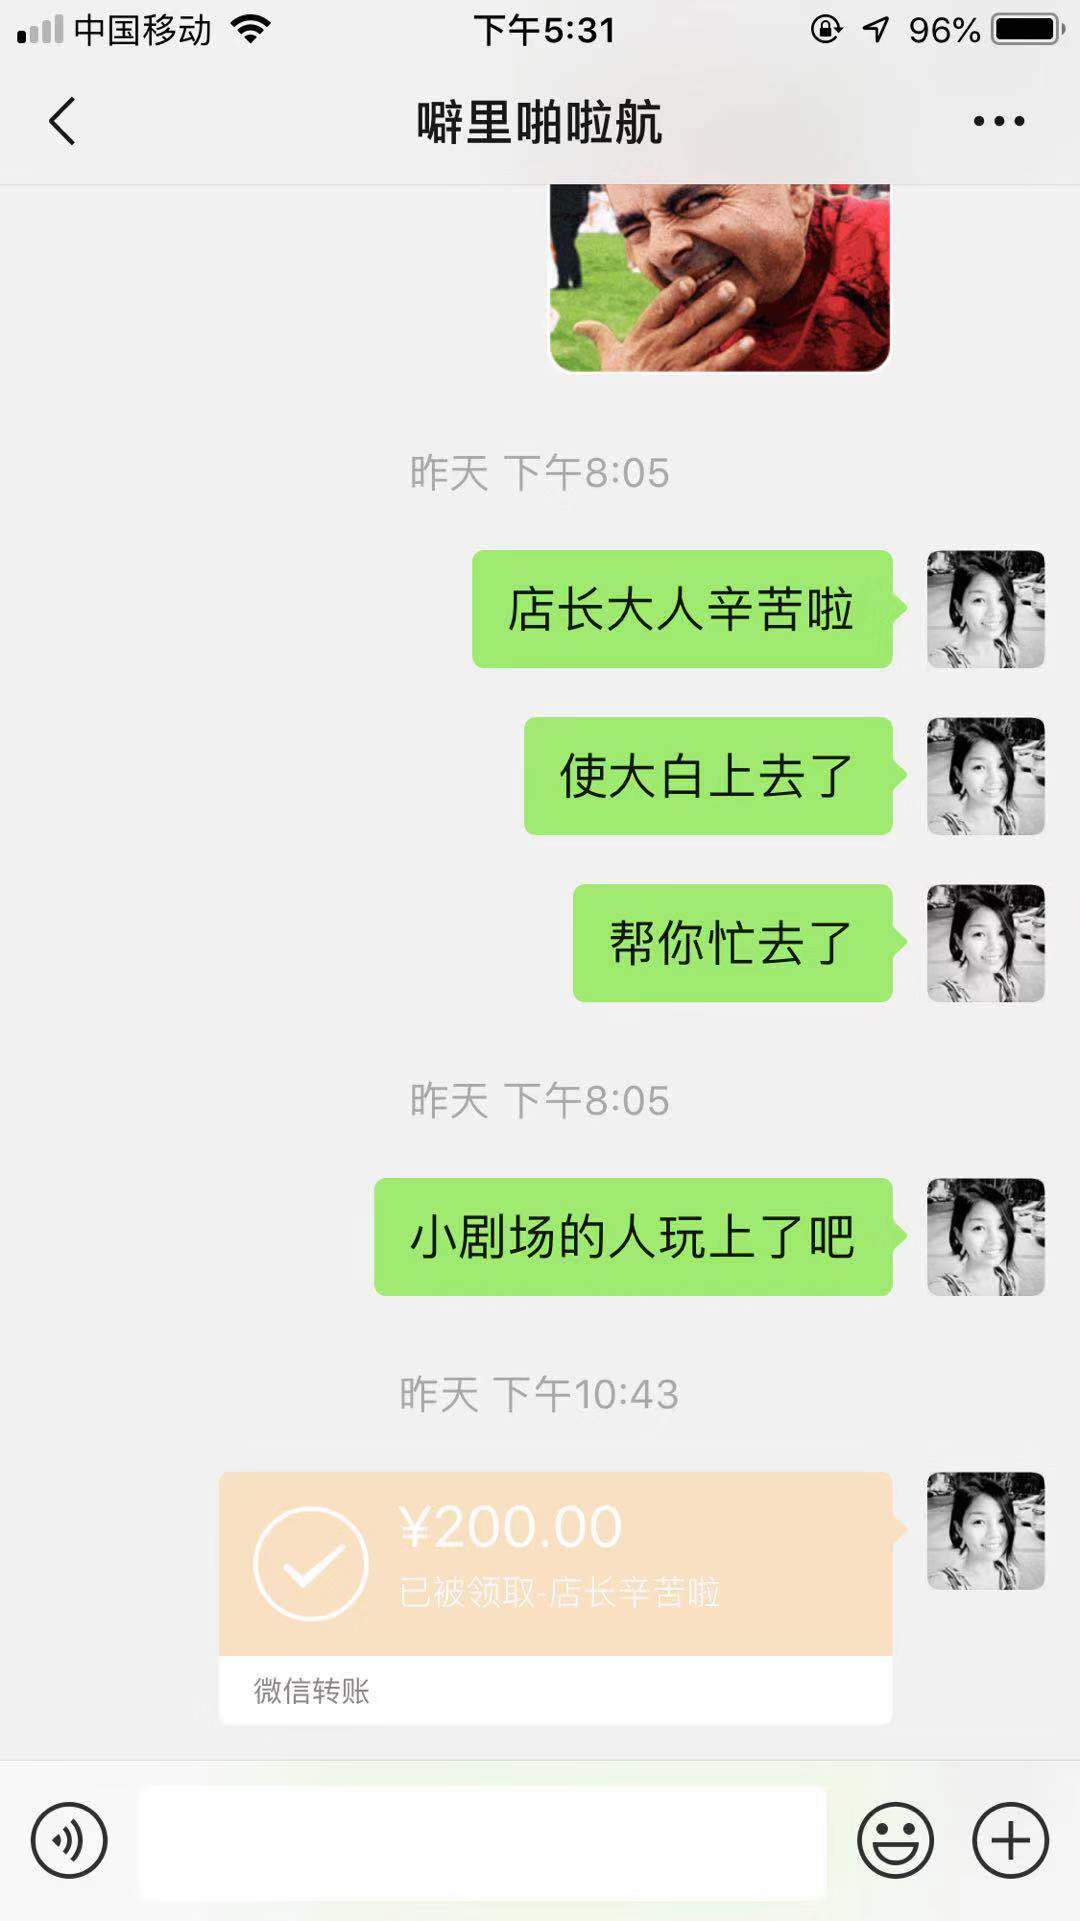 中国移动
下午5:31
96%
噼里啪啦航
昨天 下午8:05
店长大人辛苦啦
使大白上去了
帮你忙去了
昨天 下午8:05
小剧场的人玩上了吧
昨天 下午10:43
¥200.00
已被领取-店长辛苦啦
微信转账